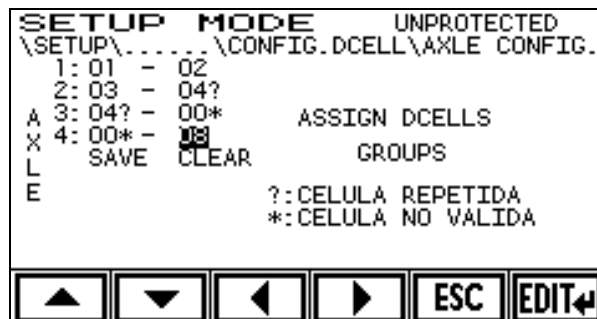 SETUP MODE UNPROTECTED
\SETUP\......\CONFIG.DCELL\AXLE CONFIG.
AXLE
1: 01 - 02
2: 03 - 04?
3: 04? - 00*
4: 00* - 08
SAVE CLEAR
ASSIGN DCELLS
GROUPS
?:CELULA REPETIDA
*:CELULA NO VALIDA
ESC EDIT